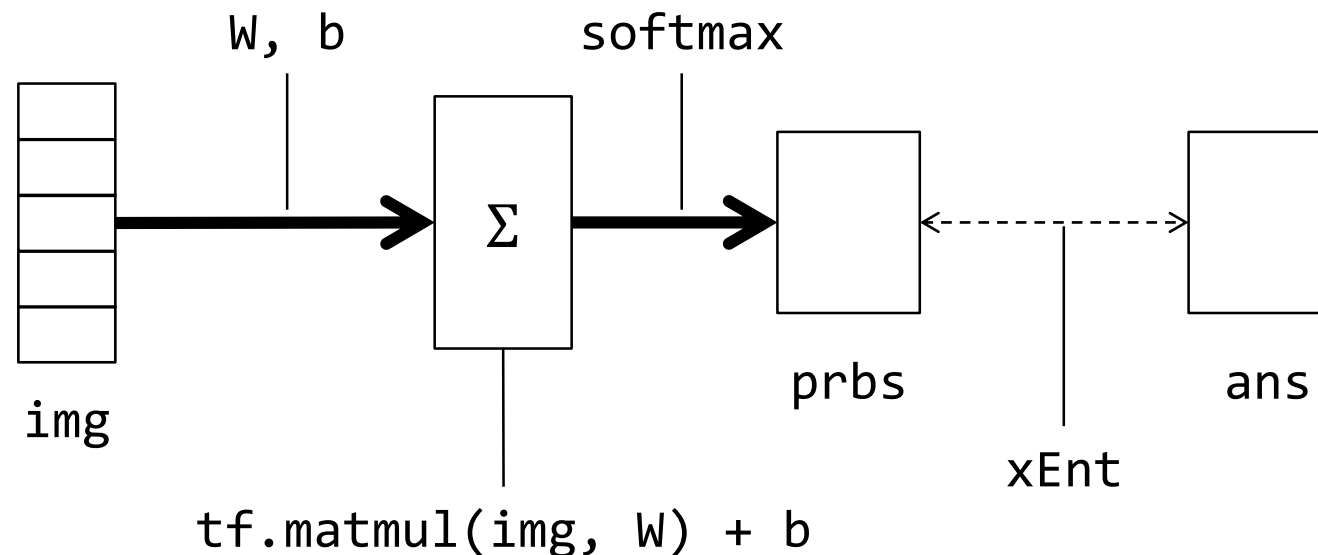 W, b
softmax
Σ
img
prbs
ans
xEnt
tf.matmul(img, W) + b